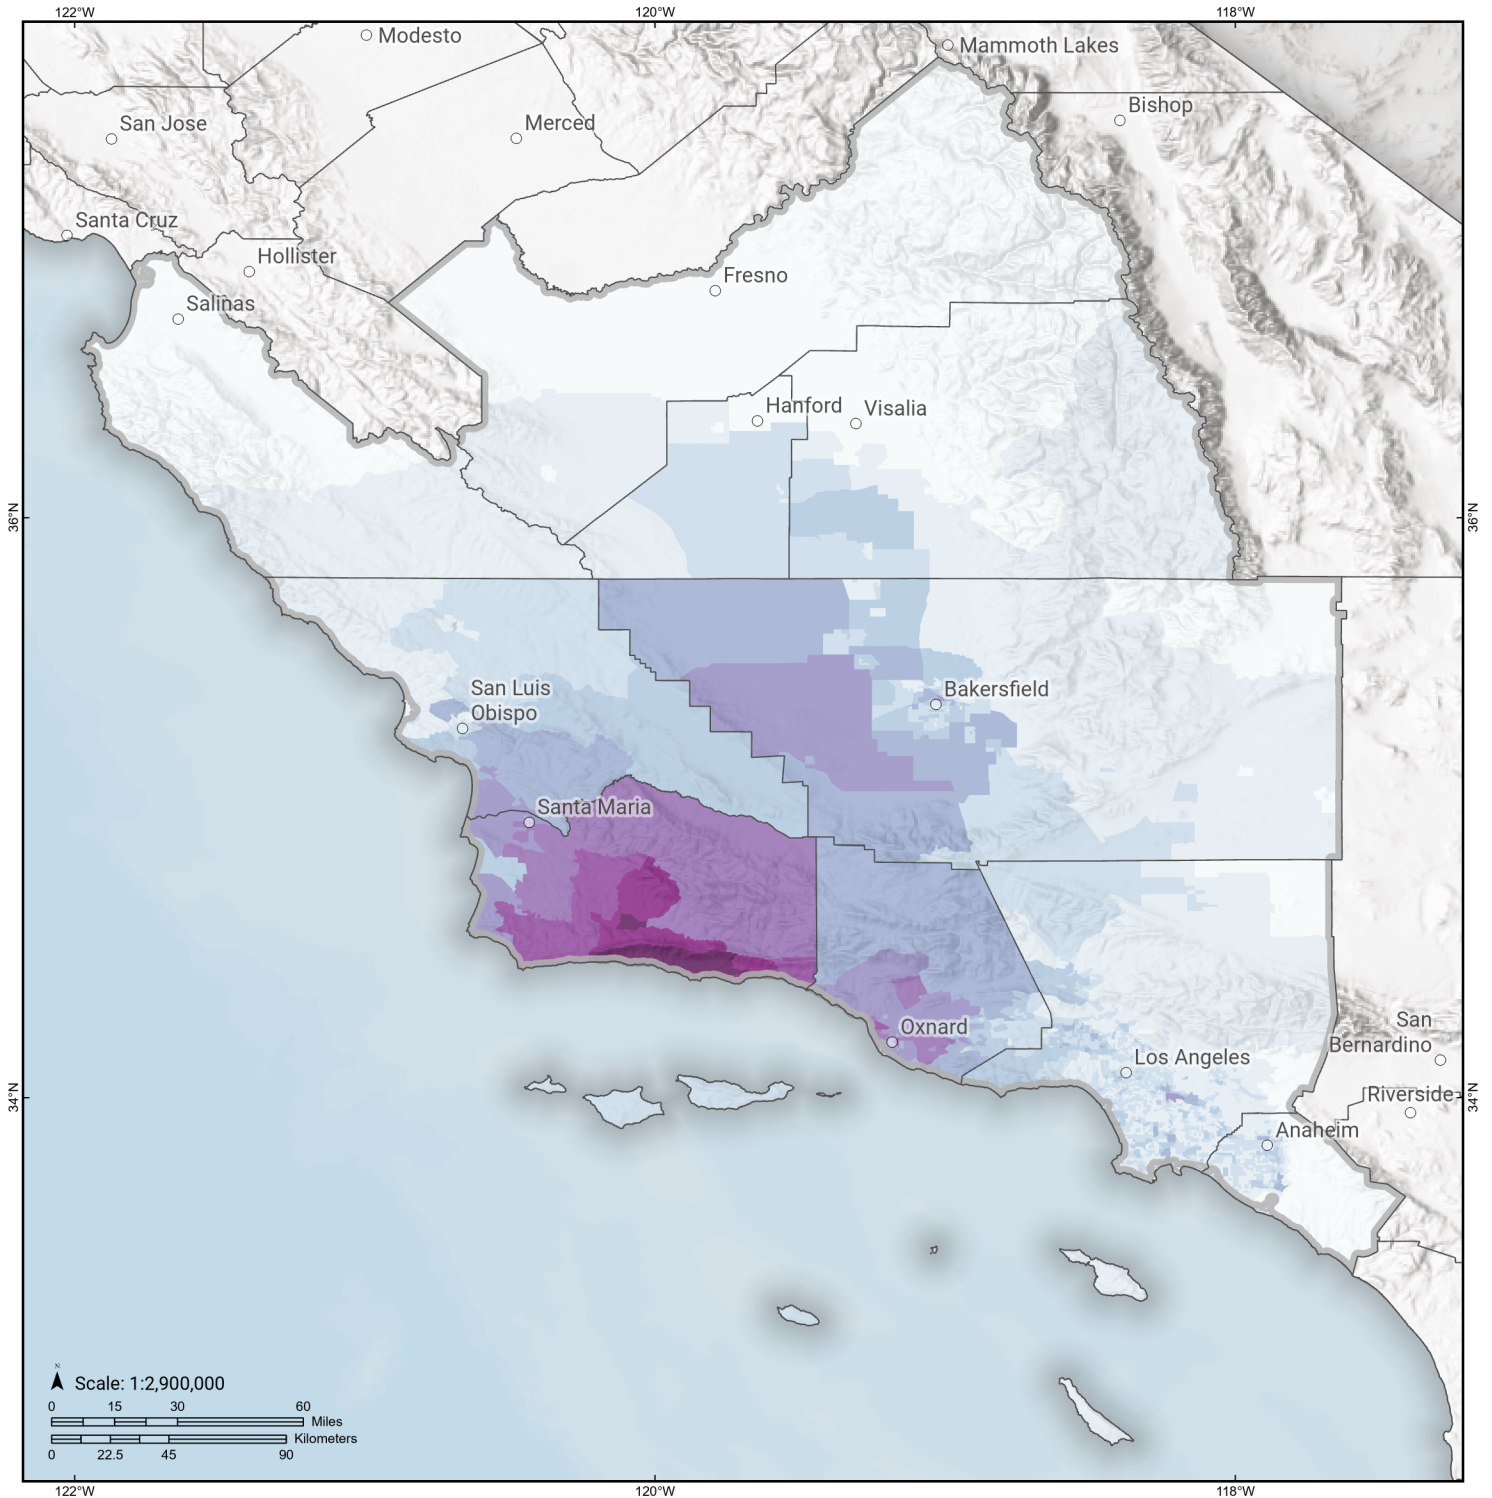 122°W 120°W 118°W
Modesto
Mammoth Lakes
Bishop
San Jose
Merced
Santa Cruz
Hollister
Fresno
Salinas
Hanford
Visalia
36°N
36°N
San Luis
Obispo
Bakersfield
Santa Maria
Oxnard
San
Bernardino
Los Angeles
34°N
34°N
Riverside
Anaheim
N
Scale: 1:2,900,000
0 15 30 60
Miles
Kilometers
0 22.5 45 90
122°W 120°W 118°W